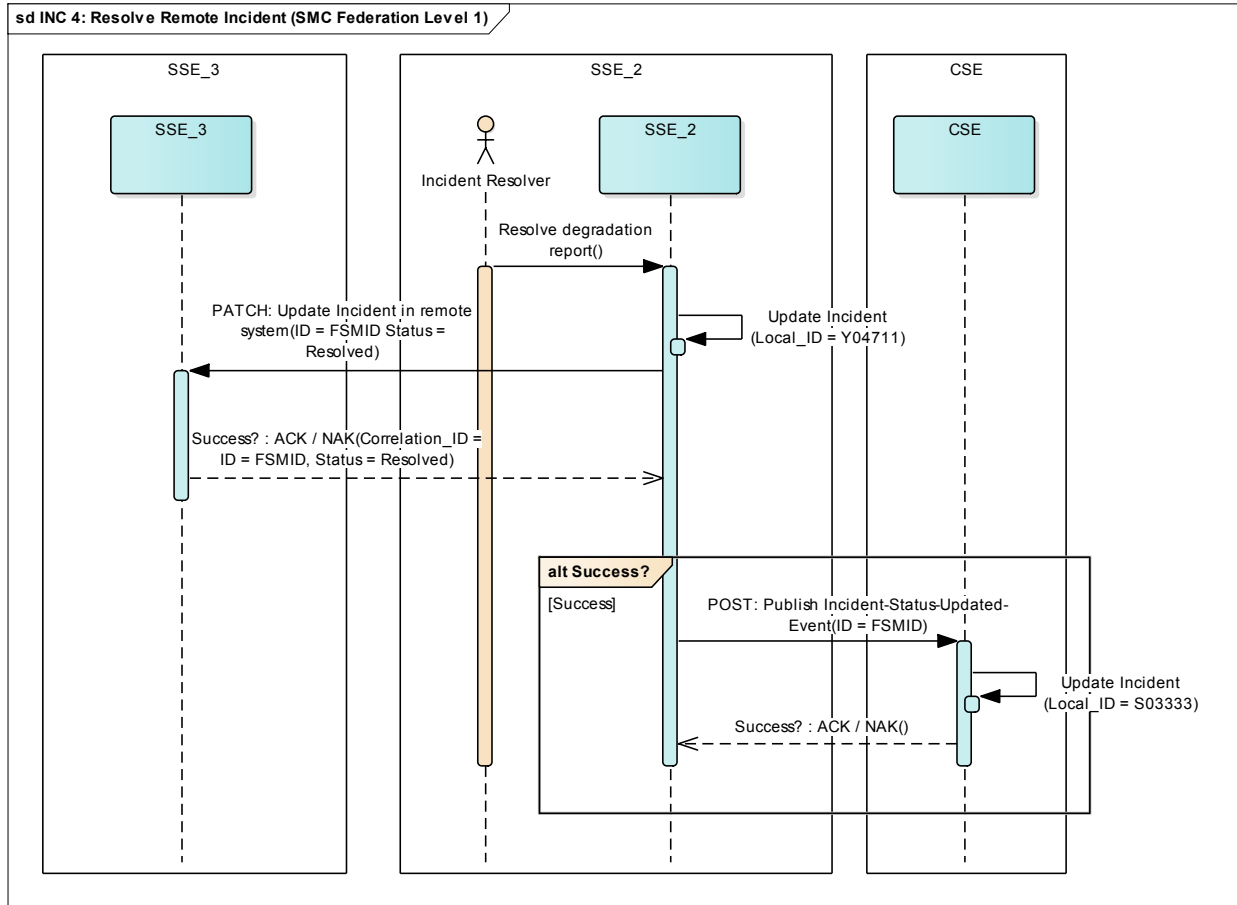 sd INC 4: Resolve Remote Incident (SMC Federation Level 1)
SSE_3
SSE_2
CSE
SSE_3
SSE_2
CSE
Incident Resolver
Resolve degradation
report()
PATCH: Update Incident in remote
system(ID = FSMID Status =
Resolved)
Update Incident
(Local_ID = Y04711)
Success? : ACK / NAK(Correlation_ID =
ID = FSMID, Status = Resolved)
alt Success?
[Success]
POST: Publish Incident-Status-Updated-
Event(ID = FSMID)
Update Incident
(Local_ID = S03333)
Success? : ACK / NAK()